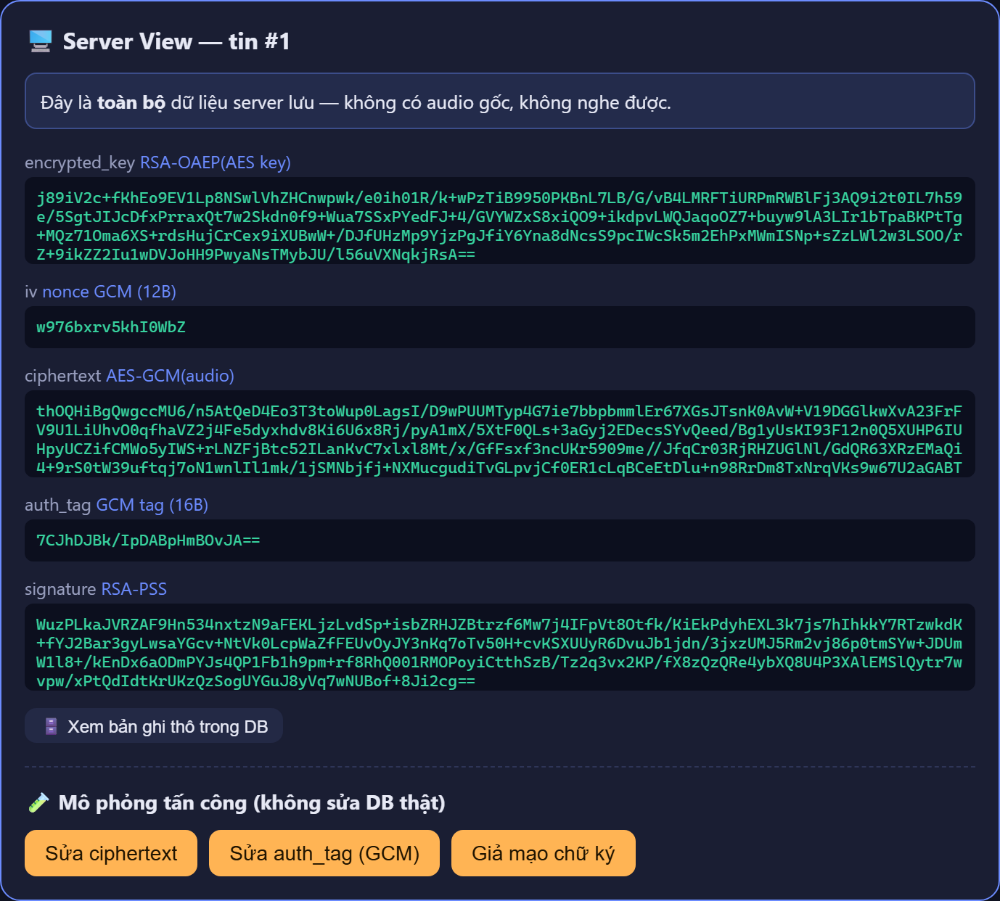 Server View — tin #1
Đây là toàn bộ dữ liệu server lưu — không có audio gốc, không nghe được.
encrypted_key RSA-OAEP(AES key)
j89iV2c+fKhEo9EV1Lp8NSwlVhZHCnwpwk/e0ih01R/k+wPzTiB9950PKBnL7LB/G/vB4LMRFTiURPmRWBlFj3AQ9i2t0IL7h59
e/5SgtJIJcDfxPrraxQt7w2Skdn0f9+Wua7SSxPYedFJ+4/GVYWZxS8xiQO9+ikdpvLWQJaqoOZ7+buyw9lA3LIr1bTpaBKPtTg
+MQz71Oma6XS+rdsHujCrCex9iXUBwW+/DJfUHzMp9YjzPgJfiY6Yna8dNcsS9pcIWcSk5m2EhPxMWmISNp+sZzLWl2w3LSOO/r
Z+9ikZZ2Iu1wDVJoHH9PwyaNsTMybJU/l56uVXNqkjRsA==
iv nonce GCM (12B)
w976bxrv5khI0WbZ
ciphertext AES-GCM(audio)
thOQHiBgQwgccMU6/n5AtQeD4Eo3T3toWup0LagsI/D9wPUUMTyp4G7ie7bbpbmmlEr67XGsJTsnK0AvW+V19DGGlkwXvA23FrF
V9U1LiUhvO0qfhaVZ2j4Fe5dyxhdv8Ki6U6x8Rj/pyA1mX/5XtF0QLs+3aGyj2EDecsSYvQeed/Bg1yUsKI93F12n0Q5XUHP6IU
HpyUCZifCMWo5yIWS+rLNZFjBtc52ILanKvC7xlxl8Mt/x/GfFsxf3ncUKr5909me//JfqCr03RjRHZUGlNl/GdQR63XRzEMaQi
4+9rS0tW39uftqj7oN1wnlIl1mk/1jSMNbjfj+NXMucgudiTvGLpvjCf0ER1cLqBCeEtDlu+n98RrDm8TxNrqVKs9w67U2aGABT
auth_tag GCM tag (16B)
7CJhDJBk/IpDABpHmBOvJA==
signature RSA-PSS
WuzPLkaJVRZAF9Hn534nxtzN9aFEKLjzLvdSp+isbZRHJZBtrzf6Mw7j4IFpVt8Otfk/KiEkPdyhEXL3k7js7hIhkkY7RTzwkdK
+fYJ2Bar3gyLwsaYGcv+NtVk0LcpWaZfFEUvOyJY3nKq7oTv50H+cvKSXUUyR6DvuJb1jdn/3jxzUMJ5Rm2vj86p0tmSYw+JDUm
W1l8+/kEnDx6aODmPYJs4QP1Fb1h9pm+rf8RhQ001RMOPoyiCtthSzB/Tz2q3vx2KP/fX8zQzQRe4ybXQ8U4P3XAlEMSlQytr7w
vpw/xPtQdIdtKrUKzQzSogUYGuJ8yVq7wNUBof+8Ji2cg==
Xem bản ghi thô trong DB
Mô phỏng tấn công (không sửa DB thật)
Sửa ciphertext
Sửa auth_tag (GCM)
Giả mạo chữ ký